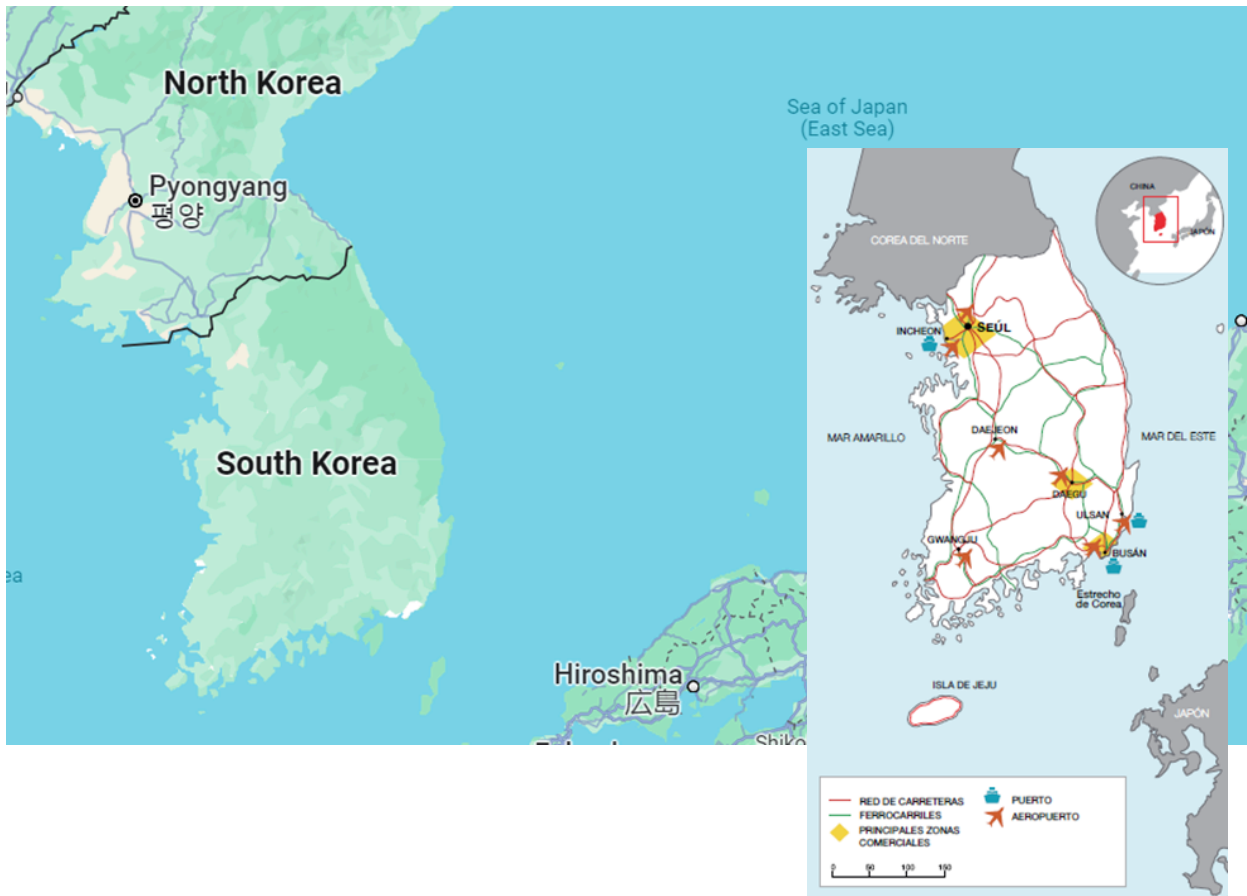 North Korea
Sea of Japan
(East Sea)
Pyongyang
평양
South Korea
ea
Hiroshima
広島
Shiko
CHINA
JAPÓN
COREA DEL NORTE
INCHEON
SEÚL
DAEJEON
MAR AMARILLO
MAR DEL ESTE
DAEGU
ULSAN
GWANGJU
BUSÁN
Estrecho
de Corea
ISLA DE JEJU
JAPÓN
RED DE CARRETERAS
FERROCARRILES
PRINCIPALES ZONAS
COMERCIALES
PUERTO
AEROPUERTO
0 50 100 150